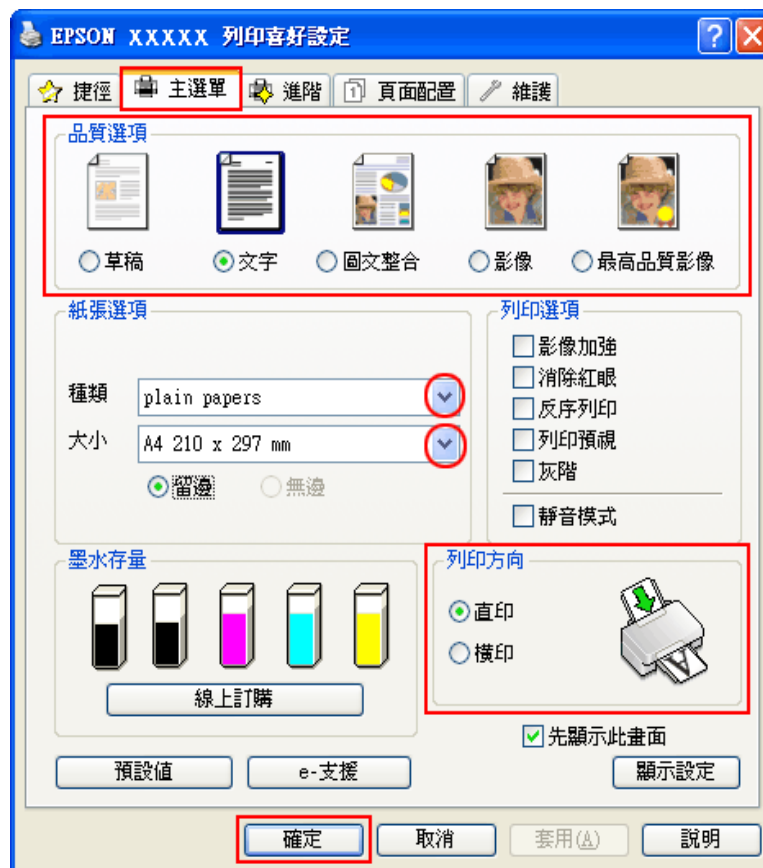 EPSON XXXXX 列印喜好設定
捷徑 主選單 進階 頁面配置 維護
品質選項
草稿 文字 圖文整合 影像 最高品質影像
紙張選項
種類 plain papers
大小 A4 210 x 297 mm
留邊 無邊
列印選項
影像加強
消除紅眼
反序列印
列印預視
灰階
靜音模式
墨水存量
線上訂購
列印方向
直印
橫印
先顯示此畫面
預設值 e-支援 顯示設定
確定 取消 套用(A) 說明